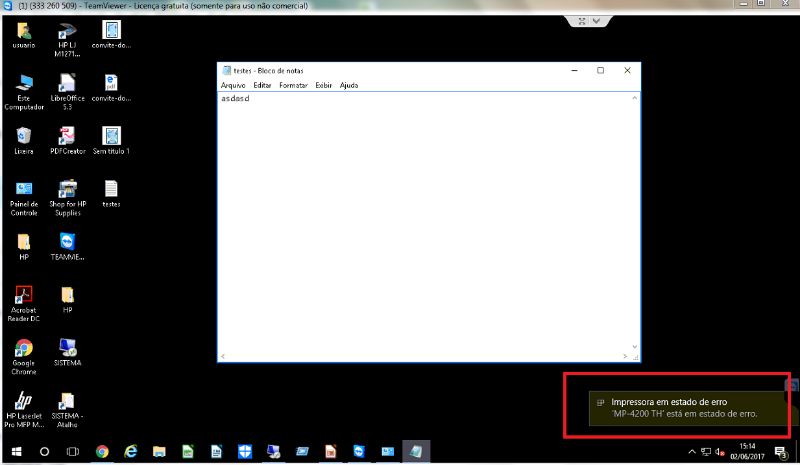 (1) (333 260 509) - TeamViewer - Licença gratuita (somente para uso não comercial)
usuario
HP LJ
M1271...
convite-do...
Este
Computador
LibreOffice
5.3
convite-do...
Lixeira
PDFCreator
Sem título 1
Painel de
Controle
Shop for HP
Supplies
testes
HP
TEAMVIE...
Acrobat
Reader DC
HP
Google
Chrome
SISTEMA
HP LaserJet
Pro MFP M...
SISTEMA -
Atalho
testes - Bloco de notas
Arquivo Editar Formatar Exibir Ajuda
asdasd
Impressora em estado de erro
'MP-4200 TH' está em estado de erro.
15:14
02/06/2017
3